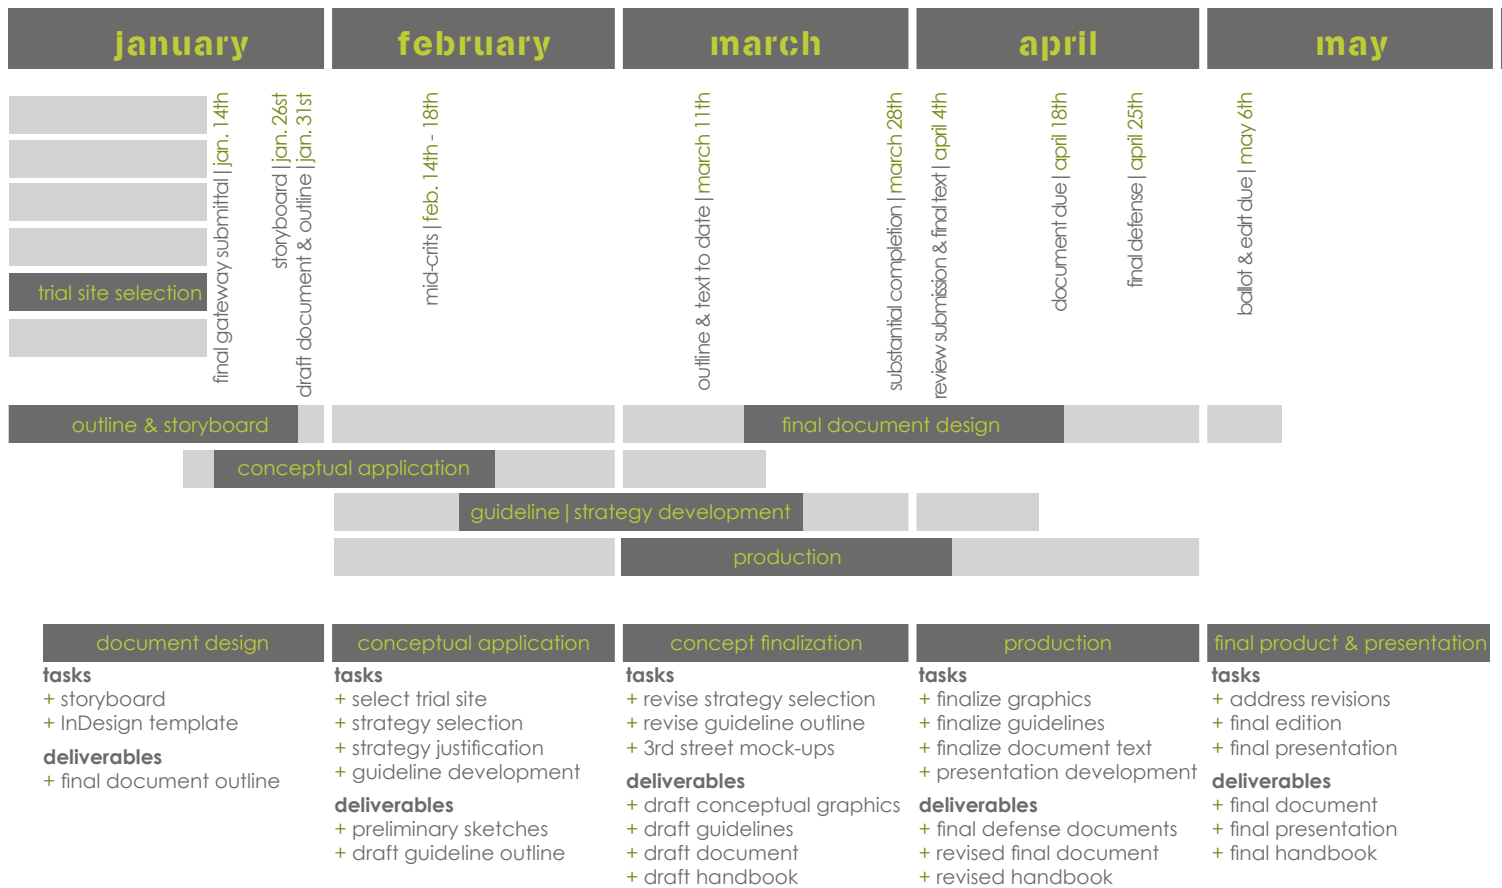 january
february
march
april
may
final gateway submittal | jan. 14th
storyboard | jan. 26st
draft document & outline | jan. 31st
mid-crits | feb. 14th - 18th
outline & text to date | march 11th
substantial completion | march 28th
review submission & final text | april 4th
document due | april 18th
final defense | april 25th
ballot & edrt due | may 6th
trial site selection
outline & storyboard
final document design
conceptual application
guideline | strategy development
production
document design
tasks
+ storyboard
+ InDesign template
deliverables
+ final document outline
conceptual application
tasks
+ select trial site
+ strategy selection
+ strategy justification
+ guideline development
deliverables
+ preliminary sketches
+ draft guideline outline
concept finalization
tasks
+ revise strategy selection
+ revise guideline outline
+ 3rd street mock-ups
deliverables
+ draft conceptual graphics
+ draft guidelines
+ draft document
+ draft handbook
production
tasks
+ finalize graphics
+ finalize guidelines
+ finalize document text
+ presentation development
deliverables
+ final defense documents
+ revised final document
+ revised handbook
final product & presentation
tasks
+ address revisions
+ final edition
+ final presentation
deliverables
+ final document
+ final presentation
+ final handbook